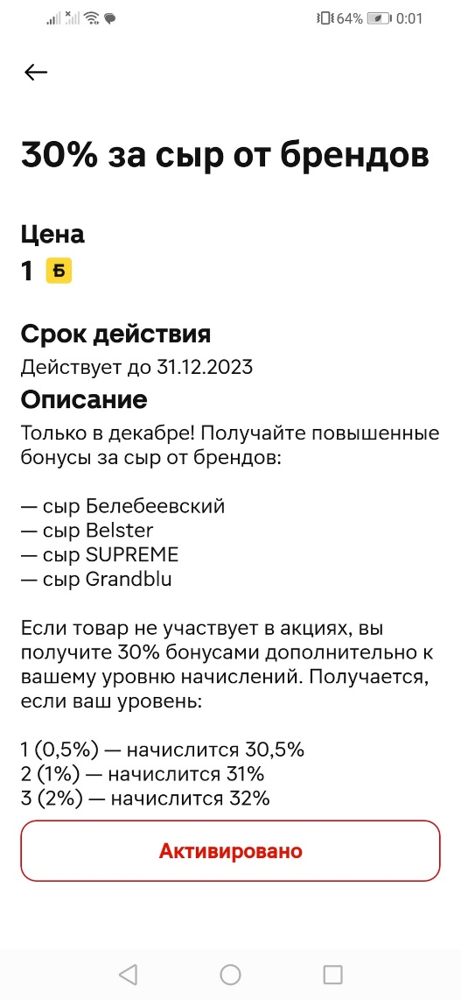 64% 0:01
30% за сыр от брендов
Цена
1 Б
Срок действия
Действует до 31.12.2023
Описание
Только в декабре! Получайте повышенные
бонусы за сыр от брендов:
— сыр Белебеевский
— сыр Belster
— сыр SUPREME
— сыр Grandblu
Если товар не участвует в акциях, вы
получите 30% бонусами дополнительно к
вашему уровню начислений. Получается,
если ваш уровень:
1 (0,5%) — начислится 30,5%
2 (1%) — начислится 31%
3 (2%) — начислится 32%
Активировано